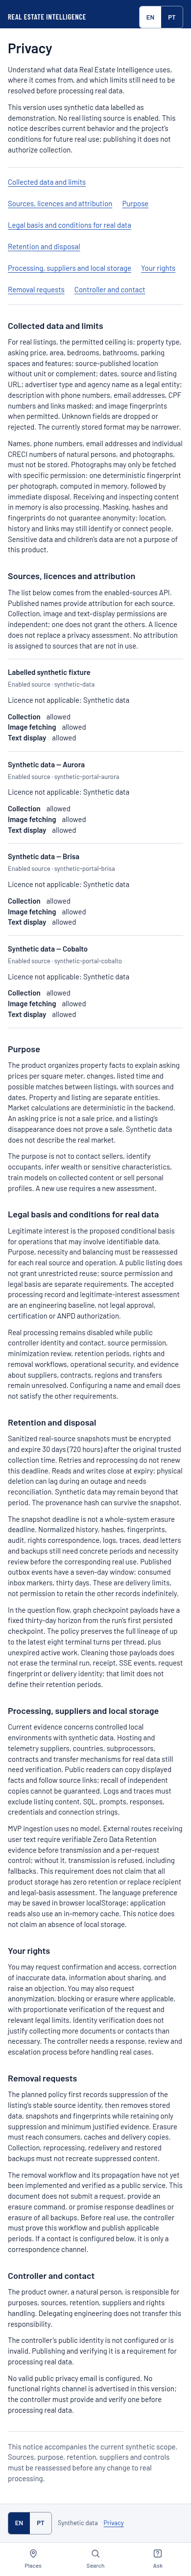 REAL ESTATE INTELLIGENCE
EN PT
Privacy
Understand what data Real Estate Intelligence uses,
where it comes from, and which limits still need to be
resolved before processing real data.
This version uses synthetic data labelled as
demonstration. No real listing source is enabled. This
notice describes current behavior and the project's
conditions for future use; publishing it does not
authorize collection.
Collected data and limits
Sources, licences and attribution Purpose
Legal basis and conditions for real data
Retention and disposal
Processing, suppliers and local storage Your rights
Removal requests Controller and contact
Collected data and limits
For real listings, the permitted ceiling is: property type,
asking price, area, bedrooms, bathrooms, parking
spaces and features; source-published location
without unit or complement; dates, source and listing
URL; advertiser type and agency name as a legal entity;
description with phone numbers, email addresses, CPF
numbers and links masked; and image fingerprints
when permitted. Unknown fields are dropped or
rejected. The currently stored format may be narrower.
Names, phone numbers, email addresses and individual
CRECI numbers of natural persons, and photographs,
must not be stored. Photographs may only be fetched
with specific permission: one deterministic fingerprint
per photograph, computed in memory, followed by
immediate disposal. Receiving and inspecting content
in memory is also processing. Masking, hashes and
fingerprints do not guarantee anonymity: location,
history and links may still identify or connect people.
Sensitive data and children's data are not a purpose of
this product.
Sources, licences and attribution
The list below comes from the enabled-sources API.
Published names provide attribution for each source.
Collection, image and text-display permissions are
independent; one does not grant the others. A licence
does not replace a privacy assessment. No attribution
is assigned to sources that are not in use.
Labelled synthetic fixture
Enabled source · synthetic-data
Licence not applicable: Synthetic data
Collection allowed
Image fetching allowed
Text display allowed
Synthetic data — Aurora
Enabled source · synthetic-portal-aurora
Licence not applicable: Synthetic data
Collection allowed
Image fetching allowed
Text display allowed
Synthetic data — Brisa
Enabled source · synthetic-portal-brisa
Licence not applicable: Synthetic data
Collection allowed
Image fetching allowed
Text display allowed
Synthetic data — Cobalto
Enabled source · synthetic-portal-cobalto
Licence not applicable: Synthetic data
Collection allowed
Image fetching allowed
Text display allowed
Purpose
The product organizes property facts to explain asking
prices per square meter, changes, listed time and
possible matches between listings, with sources and
dates. Property and listing are separate entities.
Market calculations are deterministic in the backend.
An asking price is not a sale price, and a listing's
disappearance does not prove a sale. Synthetic data
does not describe the real market.
The purpose is not to contact sellers, identify
occupants, infer wealth or sensitive characteristics,
train models on collected content or sell personal
profiles. A new use requires a new assessment.
Legal basis and conditions for real data
Legitimate interest is the proposed conditional basis
for operations that may involve identifiable data.
Purpose, necessity and balancing must be reassessed
for each real source and operation. A public listing does
not grant unrestricted reuse; source permission and
legal basis are separate requirements. The accepted
processing record and legitimate-interest assessment
are an engineering baseline, not legal approval,
certification or ANPD authorization.
Real processing remains disabled while public
controller identity and contact, source permission,
minimization review, retention periods, rights and
removal workflows, operational security, and evidence
about suppliers, contracts, regions and transfers
remain unresolved. Configuring a name and email does
not satisfy the other requirements.
Retention and disposal
Sanitized real-source snapshots must be encrypted
and expire 30 days (720 hours) after the original trusted
collection time. Retries and reprocessing do not renew
this deadline. Reads and writes close at expiry; physical
deletion can lag during an outage and needs
reconciliation. Synthetic data may remain beyond that
period. The provenance hash can survive the snapshot.
The snapshot deadline is not a whole-system erasure
deadline. Normalized history, hashes, fingerprints,
audit, rights correspondence, logs, traces, dead letters
and backups still need concrete periods and necessity
review before the corresponding real use. Published
outbox events have a seven-day window; consumed
inbox markers, thirty days. These are delivery limits,
not permission to retain the other records indefinitely.
In the question flow, graph checkpoint payloads have a
fixed thirty-day horizon from the run's first persisted
checkpoint. The policy preserves the full lineage of up
to the latest eight terminal turns per thread, plus
unexpired active work. Cleaning those payloads does
not erase the terminal run, receipt, SSE events, request
fingerprint or delivery identity; that limit does not
define their retention periods.
Processing, suppliers and local storage
Current evidence concerns controlled local
environments with synthetic data. Hosting and
telemetry suppliers, countries, subprocessors,
contracts and transfer mechanisms for real data still
need verification. Public readers can copy displayed
facts and follow source links; recall of independent
copies cannot be guaranteed. Logs and traces must
exclude listing content, SQL, prompts, responses,
credentials and connection strings.
MVP ingestion uses no model. External routes receiving
user text require verifiable Zero Data Retention
evidence before transmission and a per-request
control; without it, transmission is refused, including
fallbacks. This requirement does not claim that all
product storage has zero retention or replace recipient
and legal-basis assessment. The language preference
may be saved in browser localStorage; application
reads also use an in-memory cache. This notice does
not claim an absence of local storage.
Your rights
You may request confirmation and access, correction
of inaccurate data, information about sharing, and
raise an objection. You may also request
anonymization, blocking or erasure where applicable,
with proportionate verification of the request and
relevant legal limits. Identity verification does not
justify collecting more documents or contacts than
necessary. The controller needs a response, review and
escalation process before handling real cases.
Removal requests
The planned policy first records suppression of the
listing's stable source identity, then removes stored
data, snapshots and fingerprints while retaining only
suppression and minimum justified evidence. Erasure
must reach consumers, caches and delivery copies.
Collection, reprocessing, redelivery and restored
backups must not recreate suppressed content.
The removal workflow and its propagation have not yet
been implemented and verified as a public service. This
document does not submit a request, provide an
erasure command, or promise response deadlines or
erasure of all backups. Before real use, the controller
must prove this workflow and publish applicable
periods. If a contact is configured below, it is only a
correspondence channel.
Controller and contact
The product owner, a natural person, is responsible for
purposes, sources, retention, suppliers and rights
handling. Delegating engineering does not transfer this
responsibility.
The controller's public identity is not configured or is
invalid. Publishing and verifying it is a requirement for
processing real data.
No valid public privacy email is configured. No
functional rights channel is advertised in this version;
the controller must provide and verify one before
processing real data.
This notice accompanies the current synthetic scope.
Sources, purpose, retention, suppliers and controls
must be reassessed before any change to real
processing.
EN PT Synthetic data Privacy
Places Search Ask